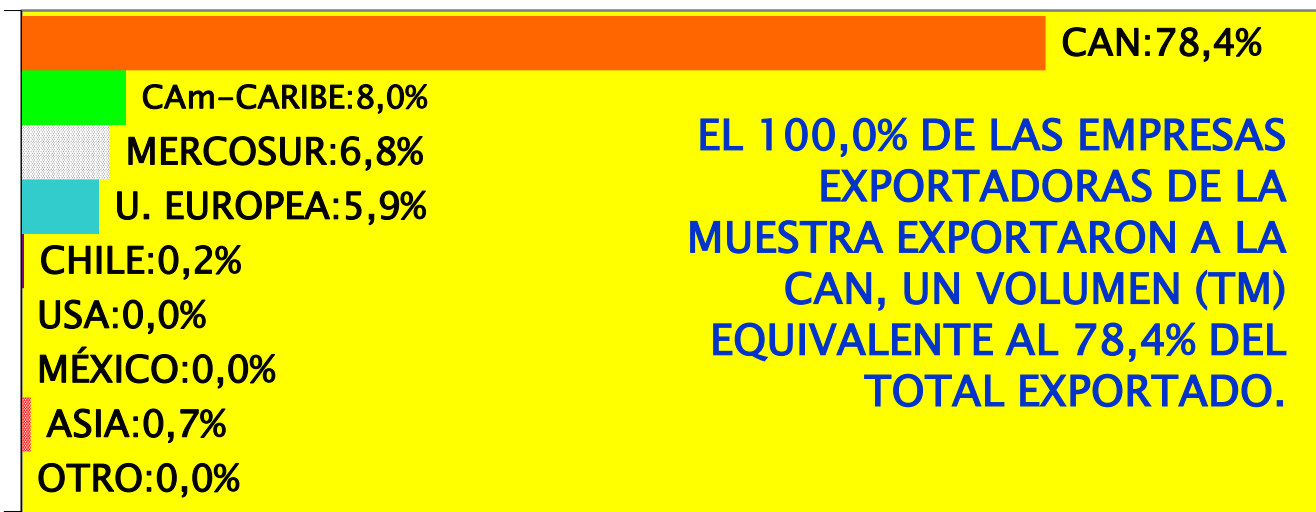 CAN:78,4%
CAm-CARIBE:8,0%
MERCOSUR:6,8%
U. EUROPEA:5,9%
CHILE:0,2%
USA:0,0%
MÉXICO:0,0%
ASIA:0,7%
OTRO:0,0%
EL 100,0% DE LAS EMPRESAS
EXPORTADORAS DE LA
MUESTRA EXPORTARON A LA
CAN, UN VOLUMEN (TM)
EQUIVALENTE AL 78,4% DEL
TOTAL EXPORTADO.